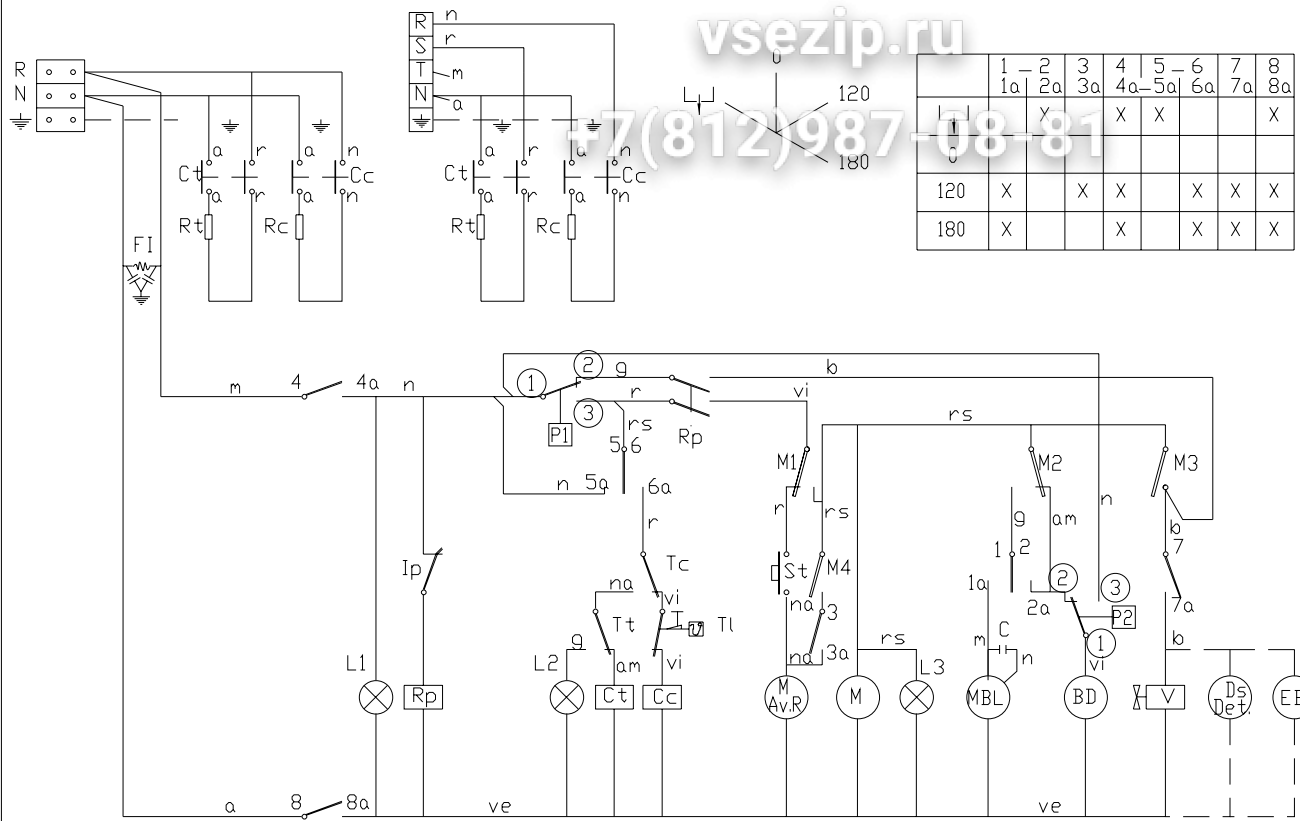 vsezip.ru
+7(812)987-08-81
R
N
R n
S r
T m
N a
0
120
180
1 - 2 3 4 5 - 6 7 8
1a 2a 3a 4a-5a 6a 7a 8a
X X X X
0
120 X X X X X X
180 X X X X X
a r a n
Ct Cc
a r a n
Rt Rc
a r a n
Ct Cc
a r a n
Rt Rc
FI
m 4 4a n
1 2 g b
3 r vi
P1
rs
Rp
rs
5 6
n 5a 6a
r
M1 M2 M3
r rs g am n b
Ip
Tc
St M4
1 2
7
na vi
na 3
1a 2a
2 3
P2
7a
Tt T Tl
g am vi
na 3a
rs
m C n
1
vi
b
L1 Rp L2 Ct Cc
M Av.R
M
L3
MBL
BD
V
Ds Det.
EE
a 8 8a ve ve